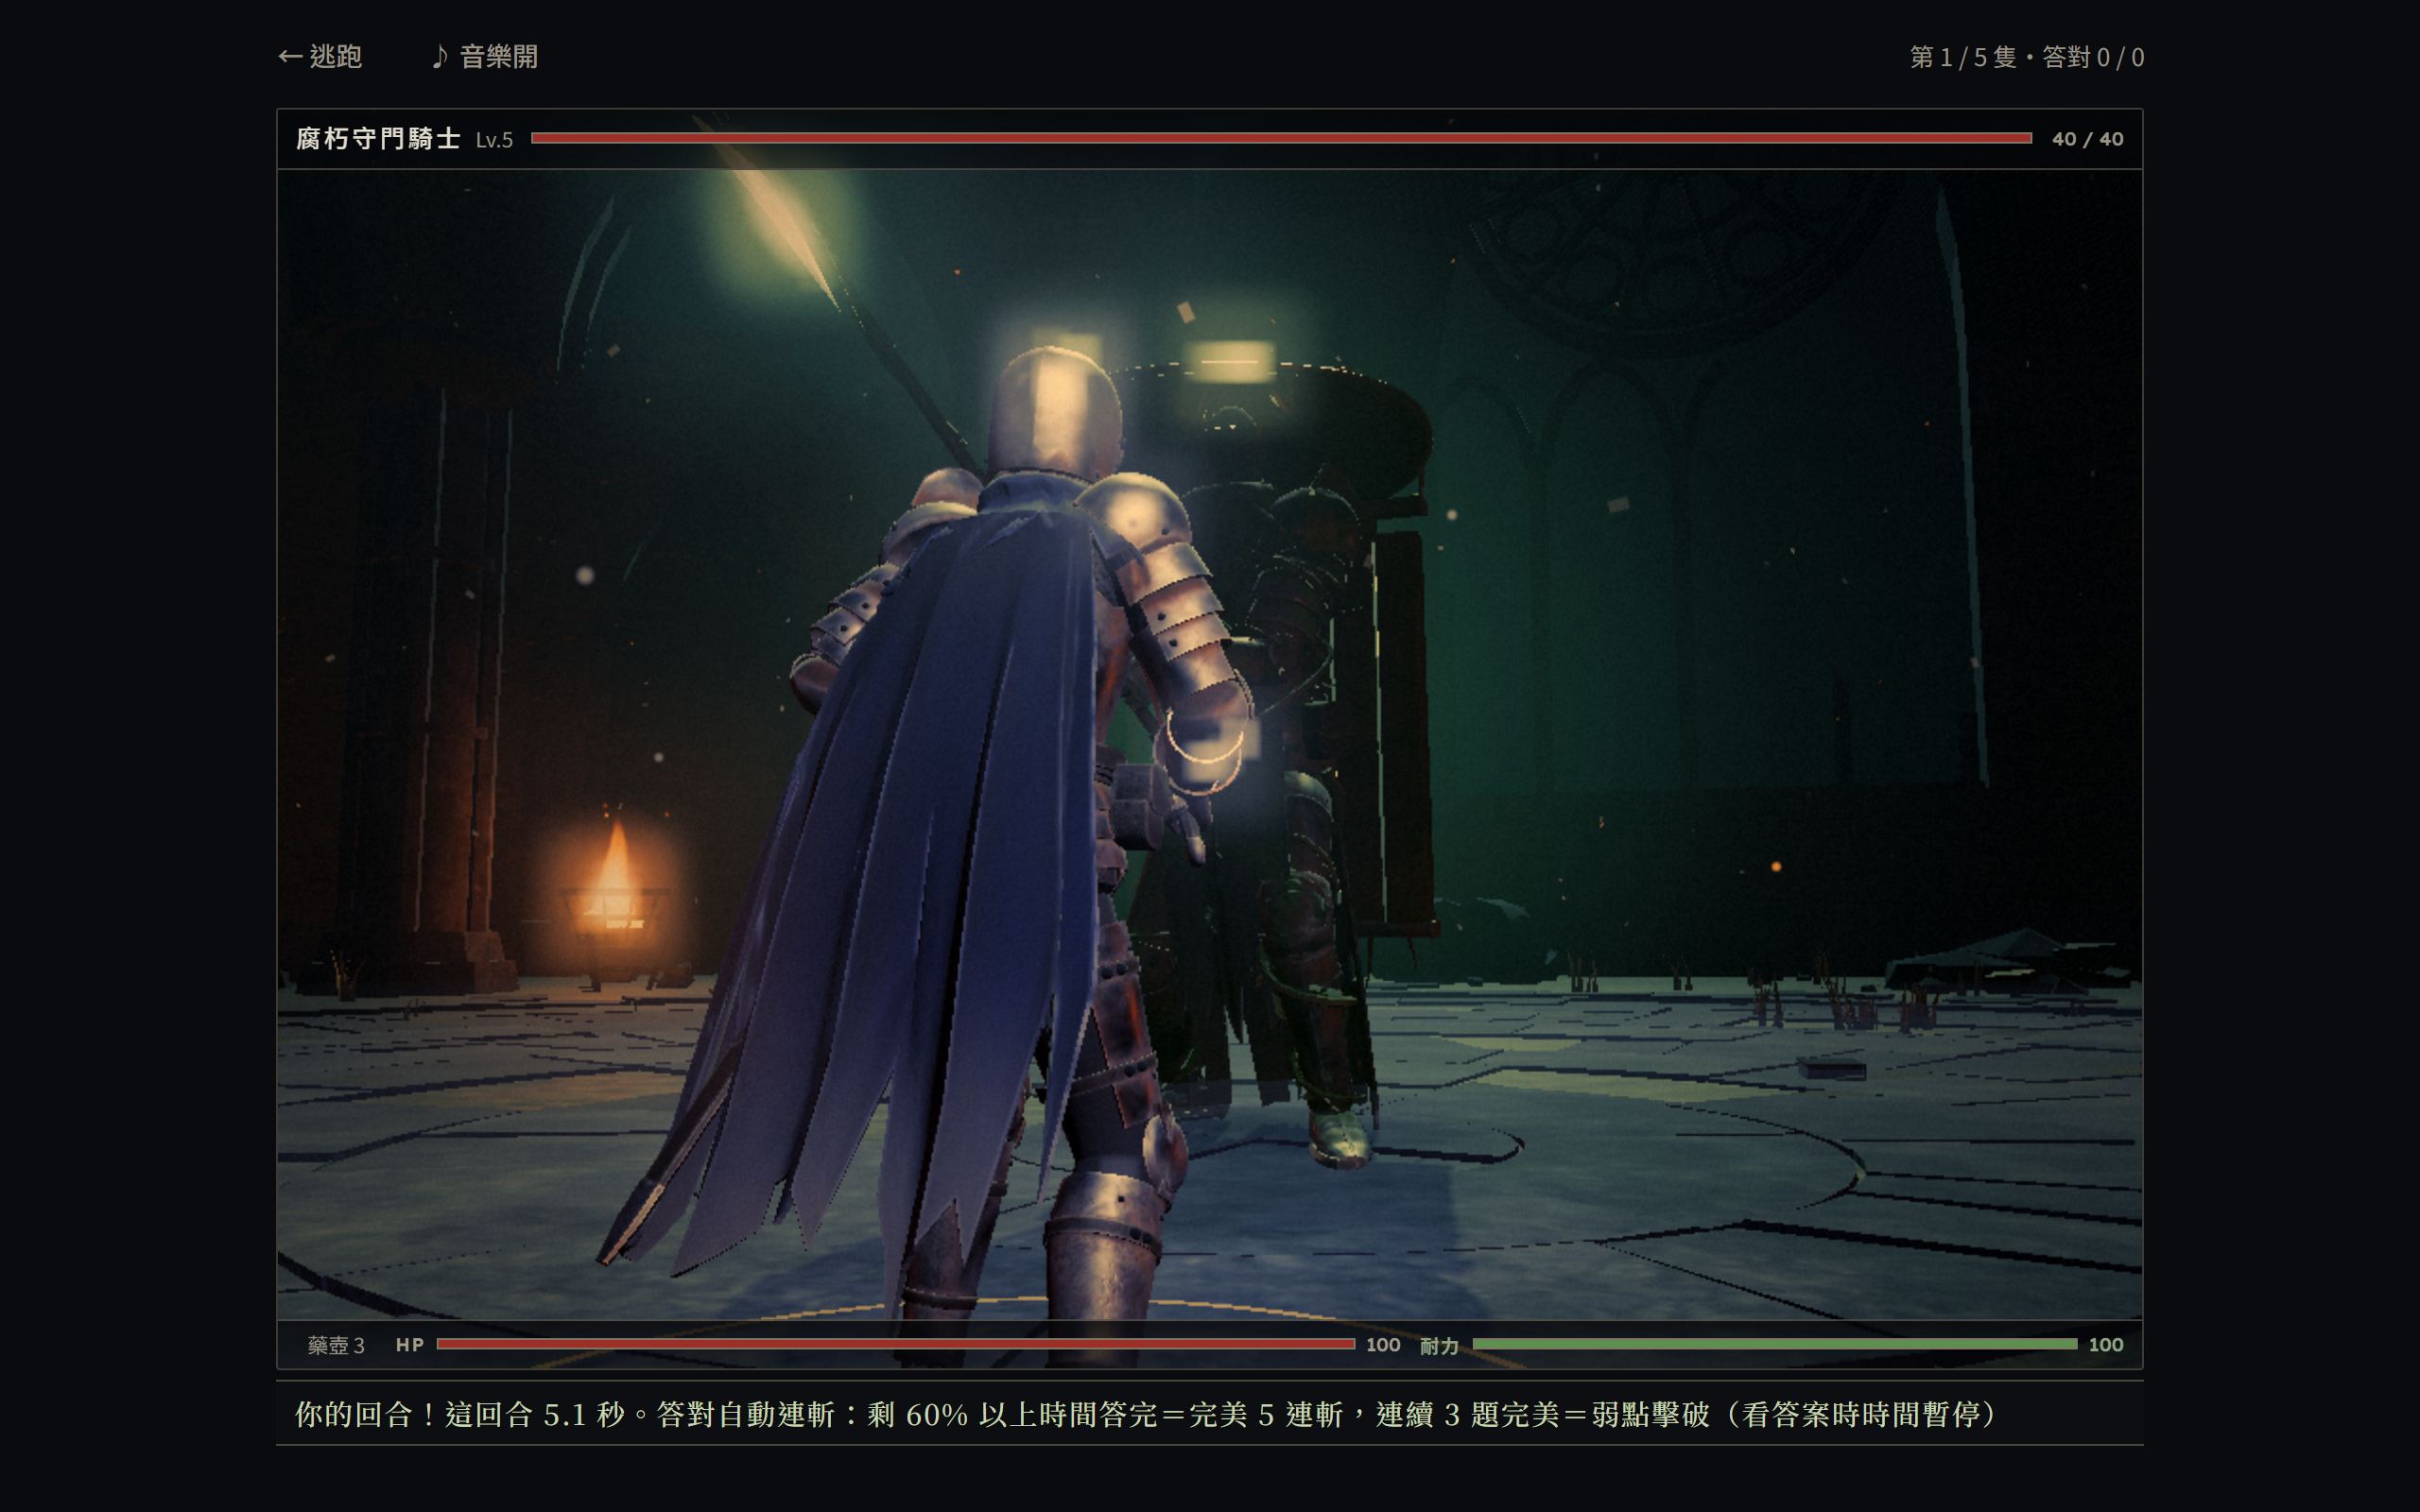 ← 逃跑 ♪ 音樂開 第 1 / 5 隻・答對 0 / 0
腐朽守門騎士 Lv.5 40 / 40
藥壺 3 HP 100 耐力 100
你的回合！這回合 5.1 秒。答對自動連斬：剩 60% 以上時間答完＝完美 5 連斬，連續 3 題完美＝弱點擊破（看答案時時間暫停）